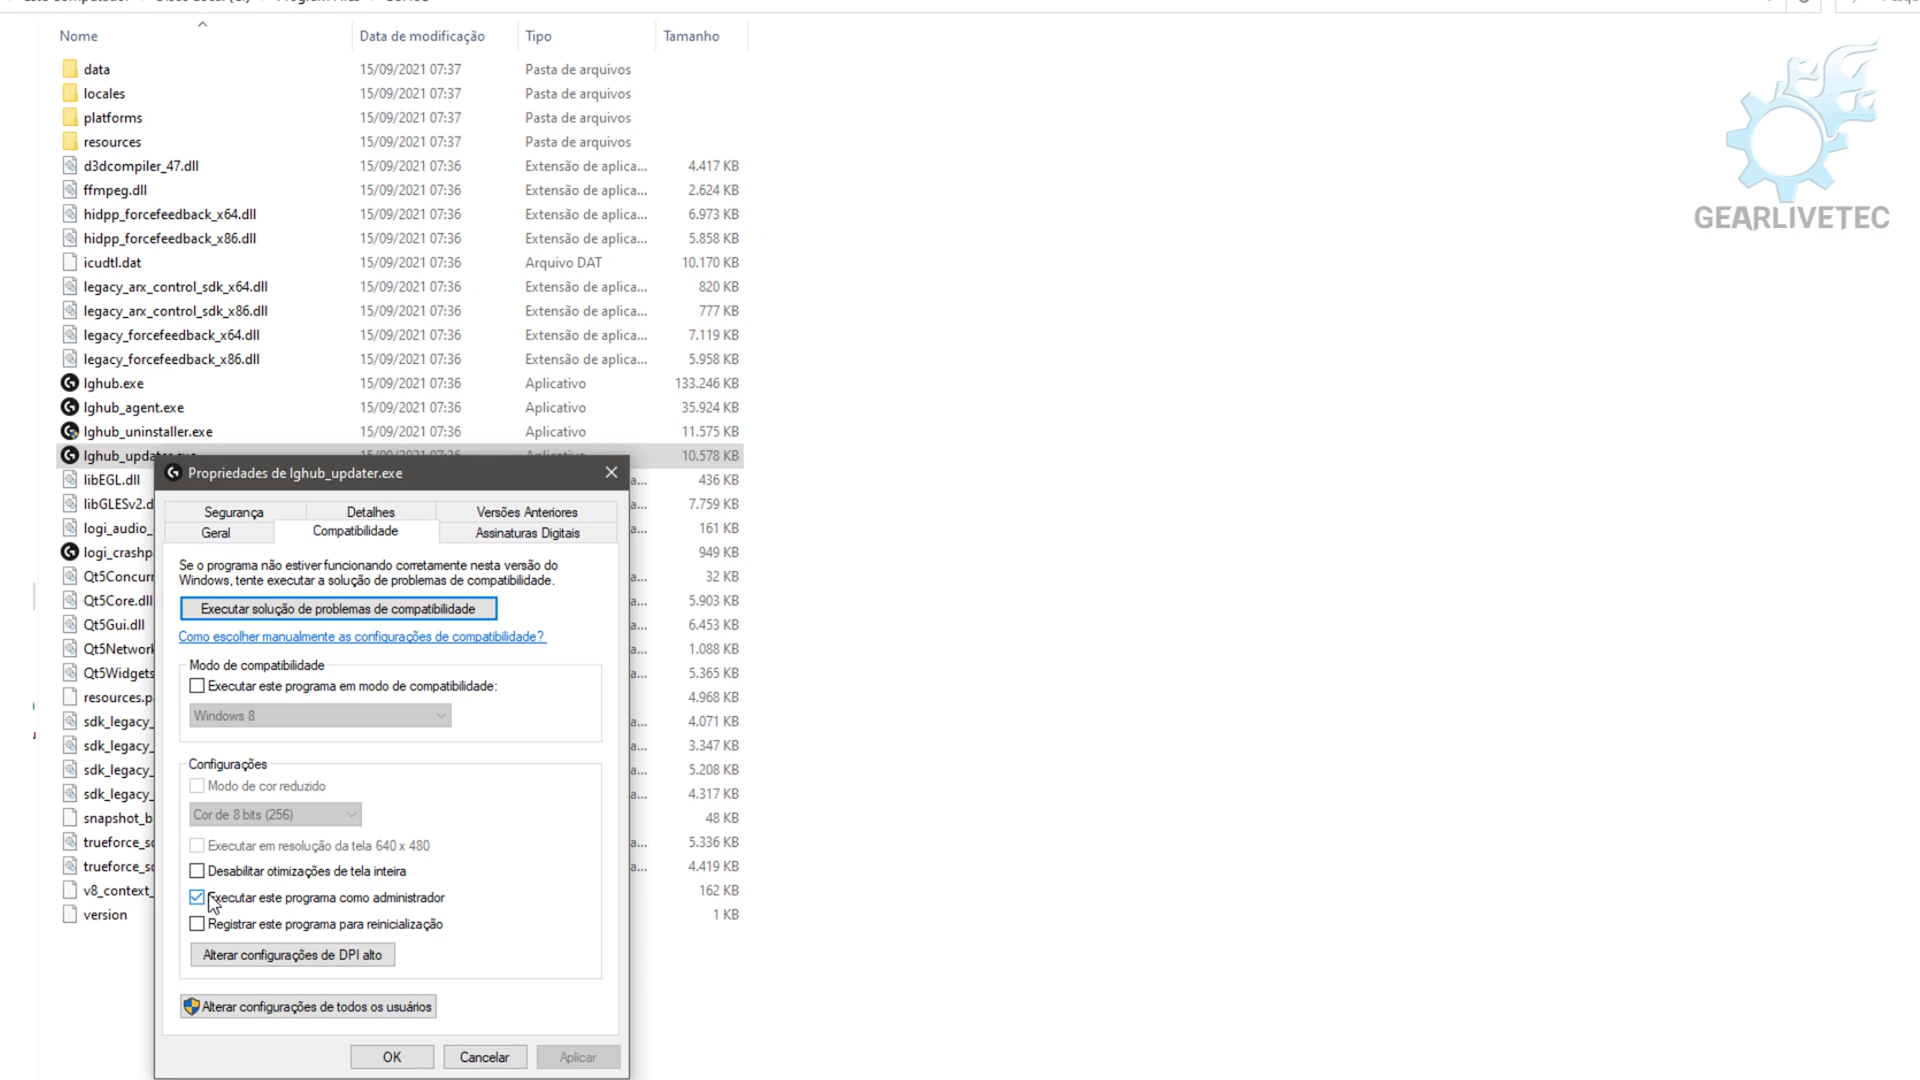 Nome Data de modificação Tipo Tamanho
data 15/09/2021 07:37 Pasta de arquivos
locales 15/09/2021 07:37 Pasta de arquivos
platforms 15/09/2021 07:37 Pasta de arquivos
resources 15/09/2021 07:37 Pasta de arquivos
d3dcompiler_47.dll 15/09/2021 07:36 Extensão de aplica... 4.417 KB
ffmpeg.dll 15/09/2021 07:36 Extensão de aplica... 2.624 KB
hidpp_forcefeedback_x64.dll 15/09/2021 07:36 Extensão de aplica... 6.973 KB
hidpp_forcefeedback_x86.dll 15/09/2021 07:36 Extensão de aplica... 5.858 KB
icudtl.dat 15/09/2021 07:36 Arquivo DAT 10.170 KB
legacy_arx_control_sdk_x64.dll 15/09/2021 07:36 Extensão de aplica... 820 KB
legacy_arx_control_sdk_x86.dll 15/09/2021 07:36 Extensão de aplica... 777 KB
legacy_forcefeedback_x64.dll 15/09/2021 07:36 Extensão de aplica... 7.119 KB
legacy_forcefeedback_x86.dll 15/09/2021 07:36 Extensão de aplica... 5.958 KB
lghub.exe 15/09/2021 07:36 Aplicativo 133.246 KB
lghub_agent.exe 15/09/2021 07:36 Aplicativo 35.924 KB
lghub_uninstaller.exe 15/09/2021 07:36 Aplicativo 11.575 KB
10.578 KB
libEGL.dll a... 436 KB
libGLESv2.d a... 7.759 KB
logi_audio_ a... 161 KB
logi_crashp 949 KB
Qt5Concurr a... 32 KB
Qt5Core.dll a... 5.903 KB
Qt5Gui.dll a... 6.453 KB
Qt5Network a... 1.088 KB
Qt5Widgets a... 5.365 KB
resources.p 4.968 KB
sdk_legacy_ a... 4.071 KB
sdk_legacy_ a... 3.347 KB
sdk_legacy_ a... 5.208 KB
sdk_legacy_ a... 4.317 KB
snapshot_b 48 KB
trueforce_sd a... 5.336 KB
trueforce_sd a... 4.419 KB
v8_context_ 162 KB
version 1 KB
Propriedades de lghub_updater.exe
Segurança Detalhes Versões Anteriores
Geral Compatibilidade Assinaturas Digitais
Se o programa não estiver funcionando corretamente nesta versão do
Windows, tente executar a solução de problemas de compatibilidade.
Executar solução de problemas de compatibilidade
Como escolher manualmente as configurações de compatibilidade?
Modo de compatibilidade
Executar este programa em modo de compatibilidade:
Windows 8
Configurações
Modo de cor reduzido
Cor de 8 bits (256)
Executar em resolução da tela 640 x 480
Desabilitar otimizações de tela inteira
Executar este programa como administrador
Registrar este programa para reinicialização
Alterar configurações de DPI alto
Alterar configurações de todos os usuários
OK Cancelar Aplicar
GEARLIVETEC